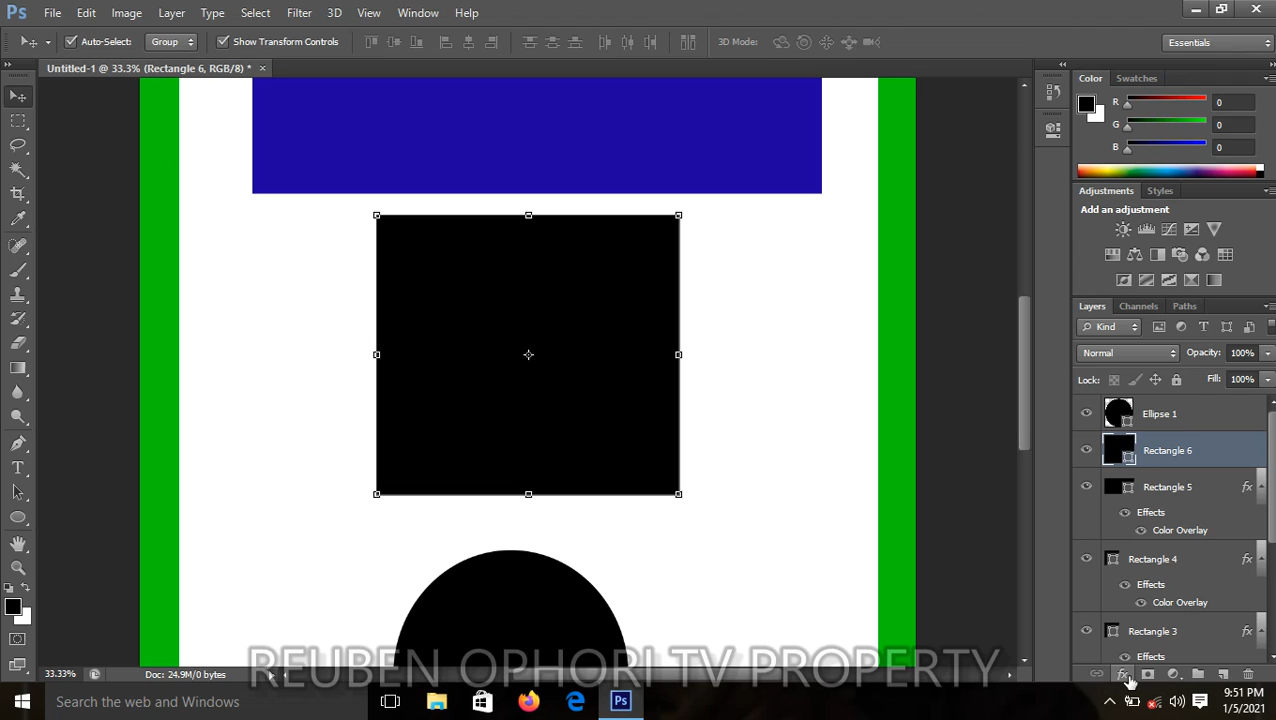 Ps File Edit Image Layer Type Select Filter 3D View Window Help
Auto-Select: Group Show Transform Controls 3D Mode: Essentials
Untitled-1 @ 33.3% (Rectangle 6, RGB/8) *
Color Swatches
R 0
G 0
B 0
Adjustments Styles
Add an adjustment
Layers Channels Paths
Kind
Normal Opacity: 100%
Lock: Fill: 100%
Ellipse 1
Rectangle 6
Rectangle 5 fx
Effects
Color Overlay
Rectangle 4 fx
Effects
Color Overlay
Rectangle 3 fx
Effects
33.33% Doc: 24.9M/0 bytes
REUBEN OPHORI TV PROPERTY
Search the web and Windows
9:51 PM
1/5/2021